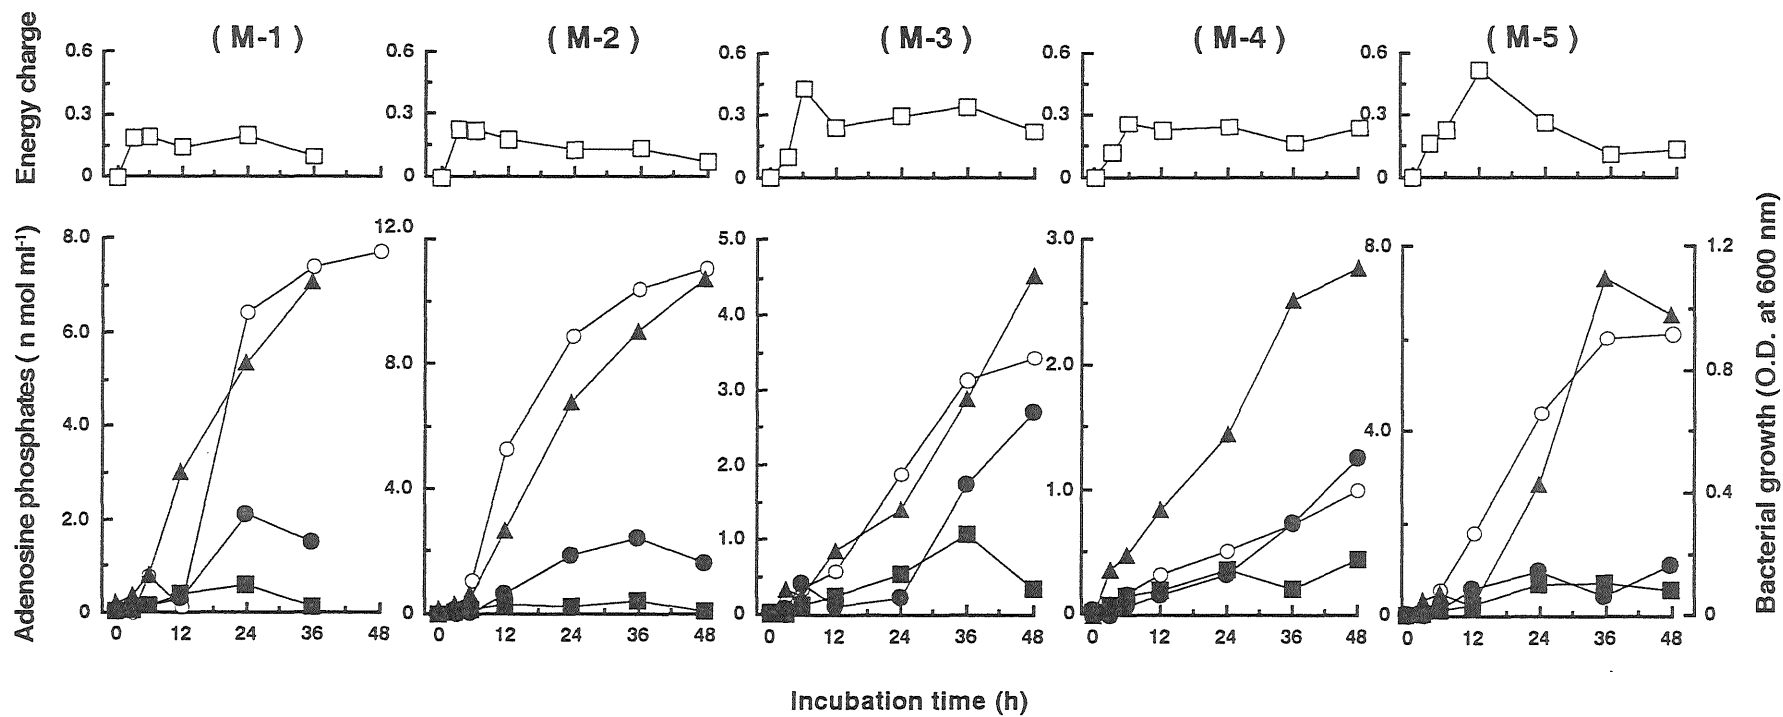 ( M-1 ) ( M-2 ) ( M-3 ) ( M-4 ) ( M-5 )
Energy charge
0.6 0.6 0.6 0.6 0.6
0.3 0.3 0.3 0.3 0.3
0 0 0 0 0
Adenosine phosphates ( n mol ml-1)
8.0 12.0 5.0 3.0 8.0 1.2
6.0 8.0 4.0 2.0 4.0 0.8
4.0 4.0 3.0 1.0 0 0.4
2.0 0 2.0 0 0
0 1.0
0
Bacterial growth (O.D. at 600 nm)
0 12 24 36 48 0 12 24 36 48 0 12 24 36 48 0 12 24 36 48 0 12 24 36 48
Incubation time (h)